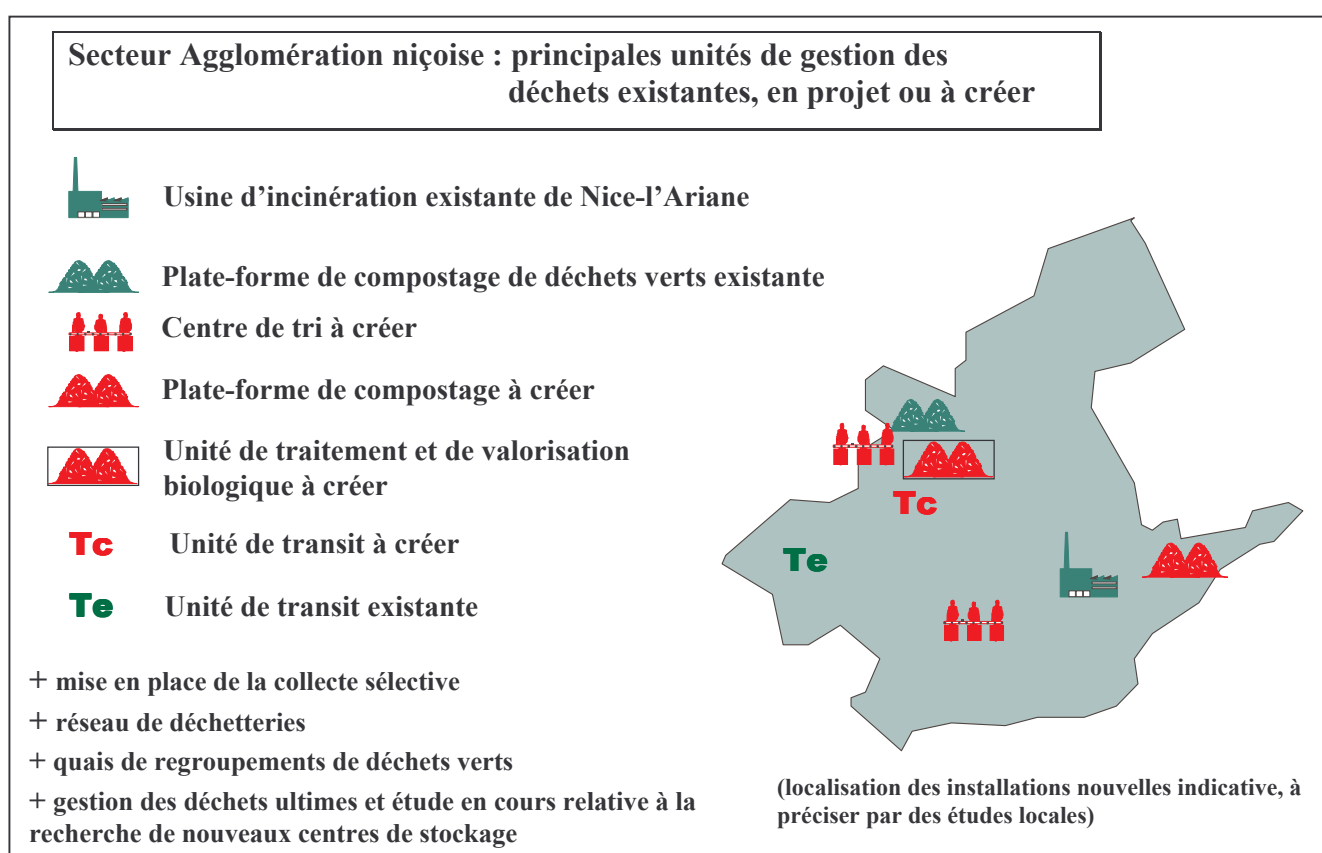 Secteur Agglomération niçoise : principales unités de gestion des
déchets existantes, en projet ou à créer
Usine d’incinération existante de Nice-l’Ariane
Plate-forme de compostage de déchets verts existante
Centre de tri à créer
Plate-forme de compostage à créer
Unité de traitement et de valorisation
biologique à créer
Tc Unité de transit à créer
Te Unité de transit existante
+ mise en place de la collecte sélective
+ réseau de déchetteries
+ quais de regroupements de déchets verts
+ gestion des déchets ultimes et étude en cours relative à la
recherche de nouveaux centres de stockage
Tc
Te
(localisation des installations nouvelles indicative, à
préciser par des études locales)